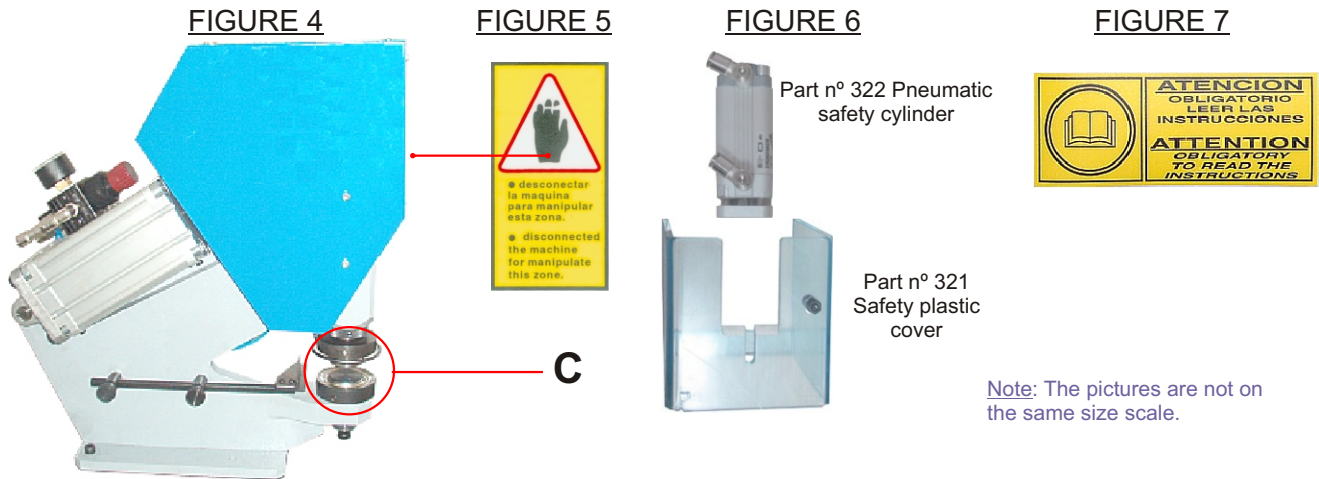 FIGURE 4
FIGURE 5
FIGURE 6
FIGURE 7
● desconectar
la maquina
para manipular
esta zona.
● disconnected
the machine
for manipulate
this zone.
Part nº 322 Pneumatic
safety cylinder
Part nº 321
Safety plastic
cover
ATENCION
OBLIGATORIO
LEER LAS
INSTRUCCIONES
ATTENTION
OBLIGATORY
TO READ THE
INSTRUCTIONS
C
Note: The pictures are not on
the same size scale.